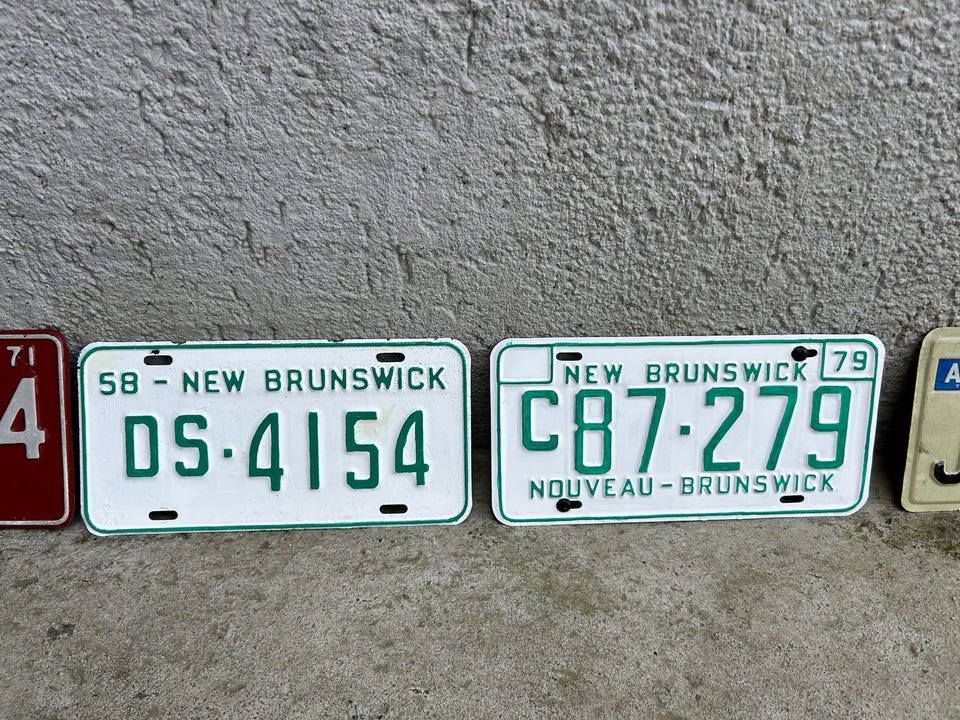 71
4
58 - NEW BRUNSWICK
DS·4154
NEW BRUNSWICK 79
C87·279
NOUVEAU-BRUNSWICK
A